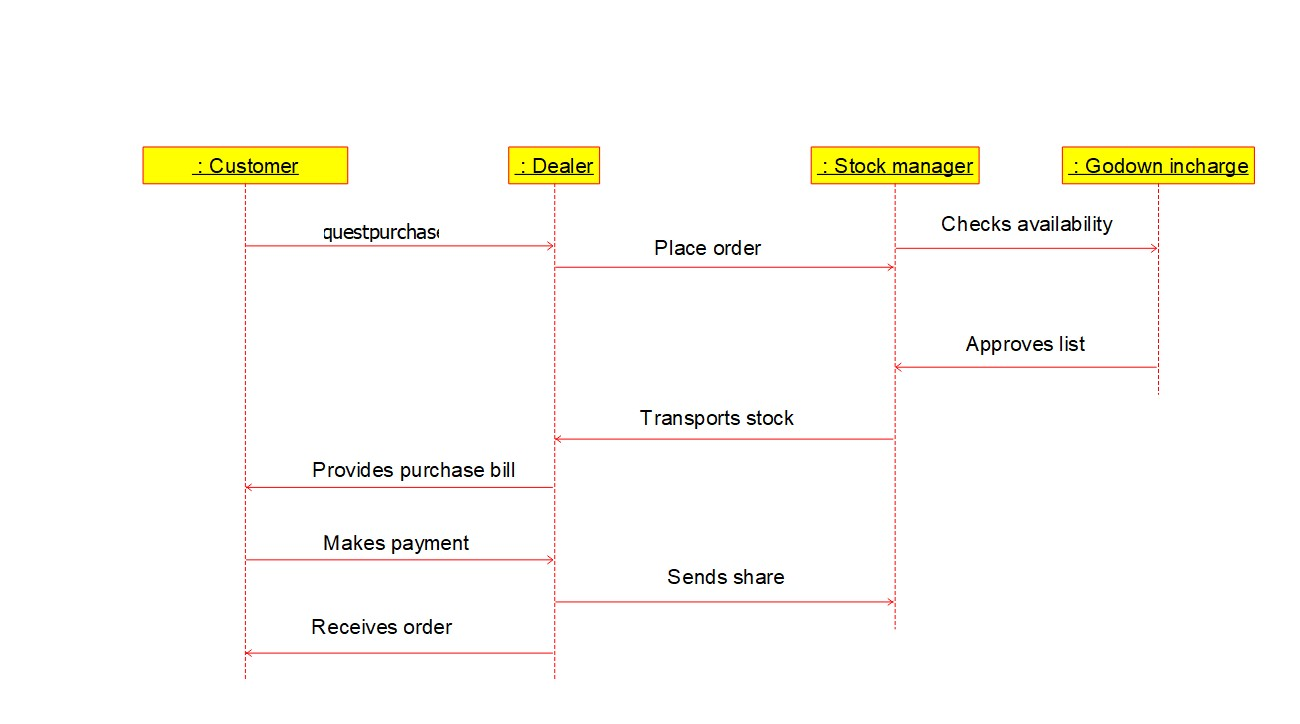 : Customer
: Dealer
: Stock manager
: Godown incharge
questpurchase
Checks availability
Place order
Approves list
Transports stock
Provides purchase bill
Makes payment
Sends share
Receives order